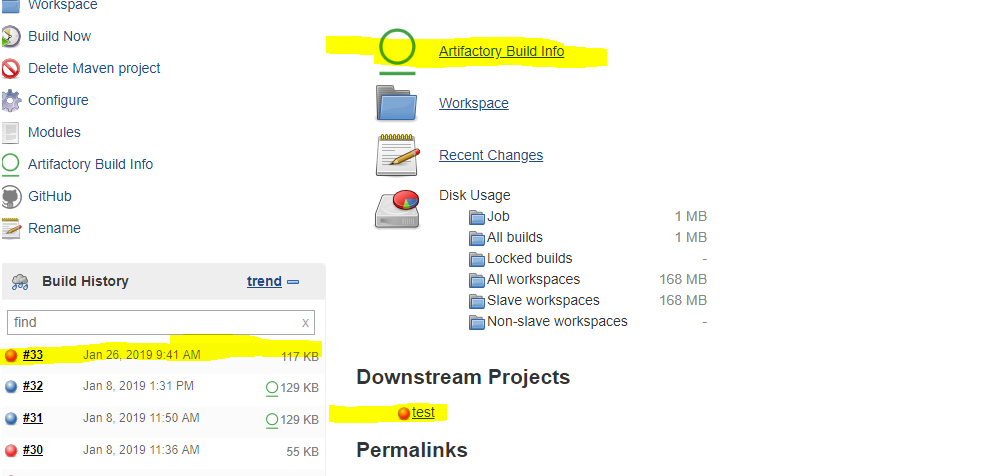 Workspace
Build Now
Delete Maven project
Configure
Modules
Artifactory Build Info
GitHub
Rename
Build History trend
find x
#33 Jan 26, 2019 9:41 AM 117 KB
#32 Jan 8, 2019 1:31 PM 129 KB
#31 Jan 8, 2019 11:50 AM 129 KB
#30 Jan 8, 2019 11:36 AM 55 KB
Artifactory Build Info
Workspace
Recent Changes
Disk Usage
Job 1 MB
All builds 1 MB
Locked builds -
All workspaces 168 MB
Slave workspaces 168 MB
Non-slave workspaces -
Downstream Projects
test
Permalinks